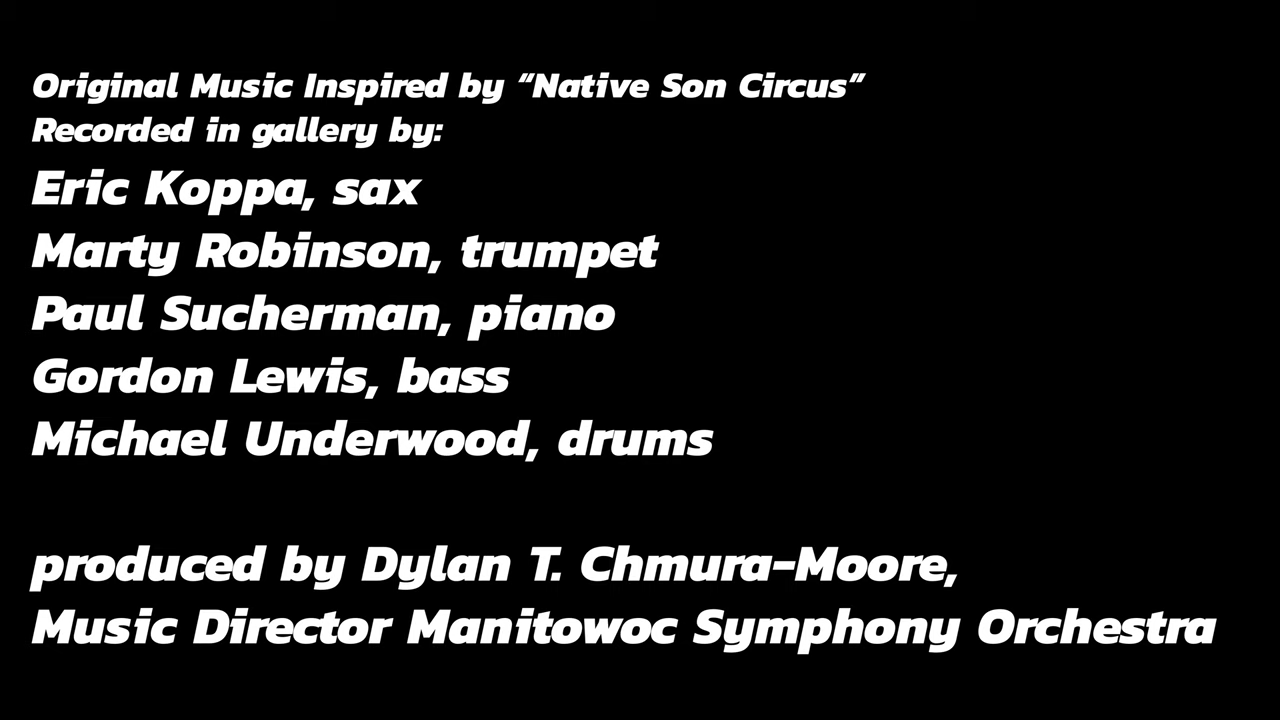 Original Music Inspired by “Native Son Circus”
Recorded in gallery by:
Eric Koppa, sax
Marty Robinson, trumpet
Paul Sucherman, piano
Gordon Lewis, bass
Michael Underwood, drums
produced by Dylan T. Chmura-Moore,
Music Director Manitowoc Symphony Orchestra